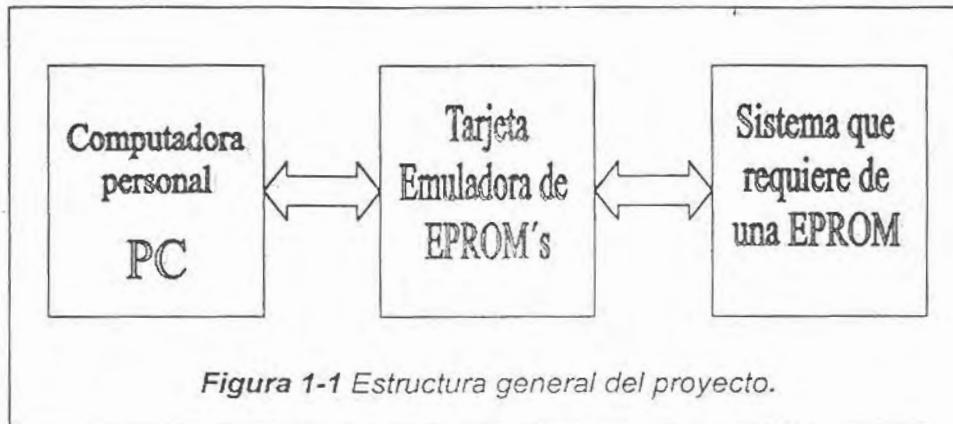 Computadora
personal
PC
Tarjeta
Emuladora de
EPROM´s
Sistema que
requiere de
una EPROM
Figura 1-1 Estructura general del proyecto.